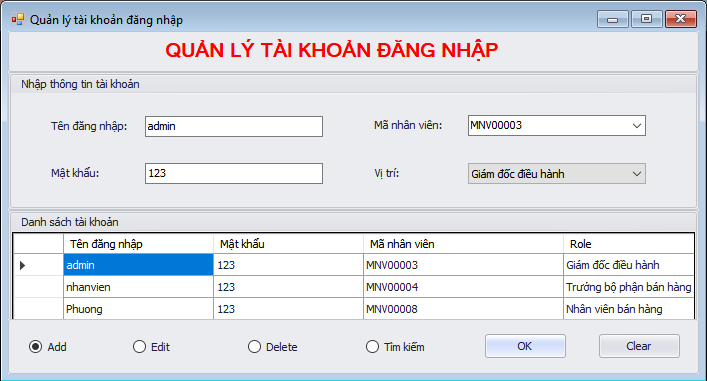 Quản lý tài khoản đăng nhập
QUẢN LÝ TÀI KHOẢN ĐĂNG NHẬP
Nhập thông tin tài khoản
Tên đăng nhập: admin Mã nhân viên: MNV00003
Mật khẩu: 123 Vị trí: Giám đốc điều hành
Danh sách tài khoản
Tên đăng nhập Mật khẩu Mã nhân viên Role
admin 123 MNV00003 Giám đốc điều hành
nhanvien 123 MNV00004 Trưởng bộ phận bán hàng
Phuong 123 MNV00008 Nhân viên bán hàng
Add Edit Delete Tìm kiếm OK Clear